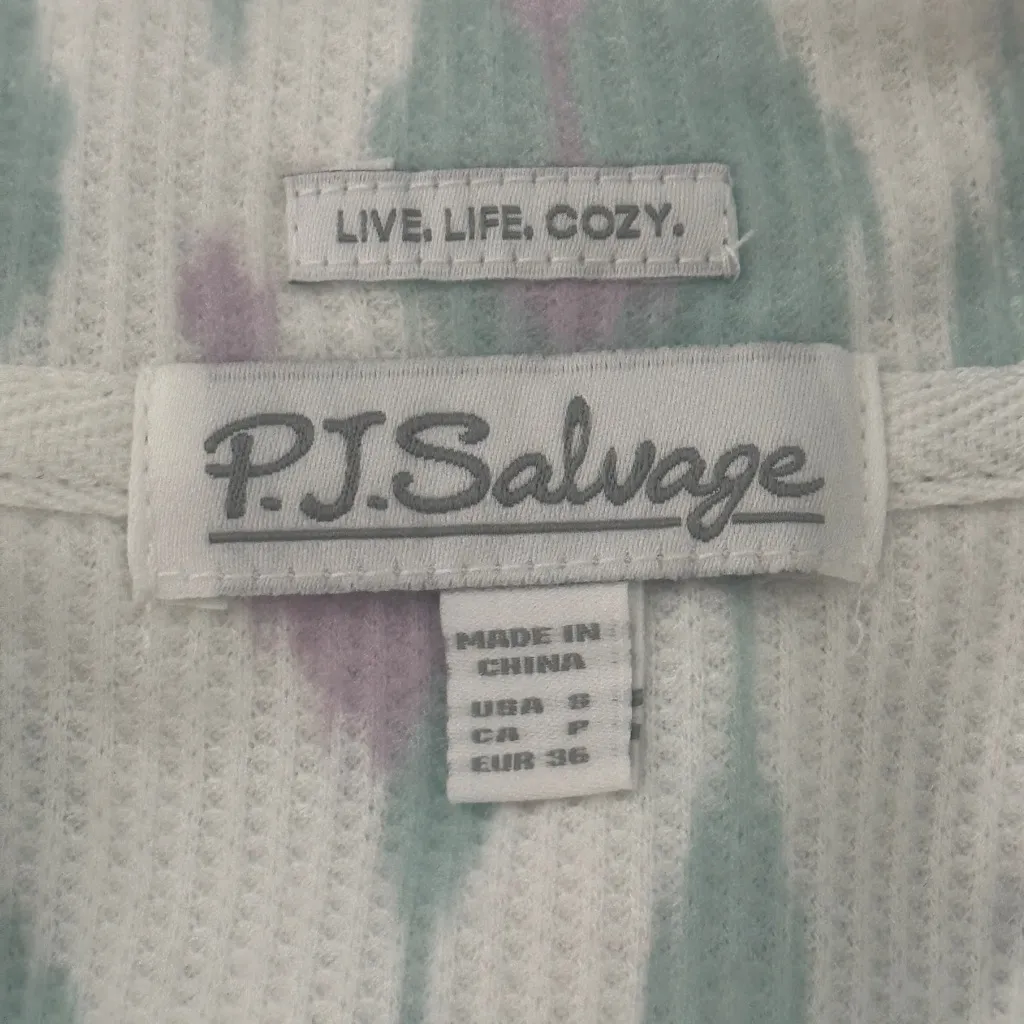 LIVE. LIFE. COZY.
P.J. Salvage
MADE IN
CHINA
USA S
CA P
EUR 36